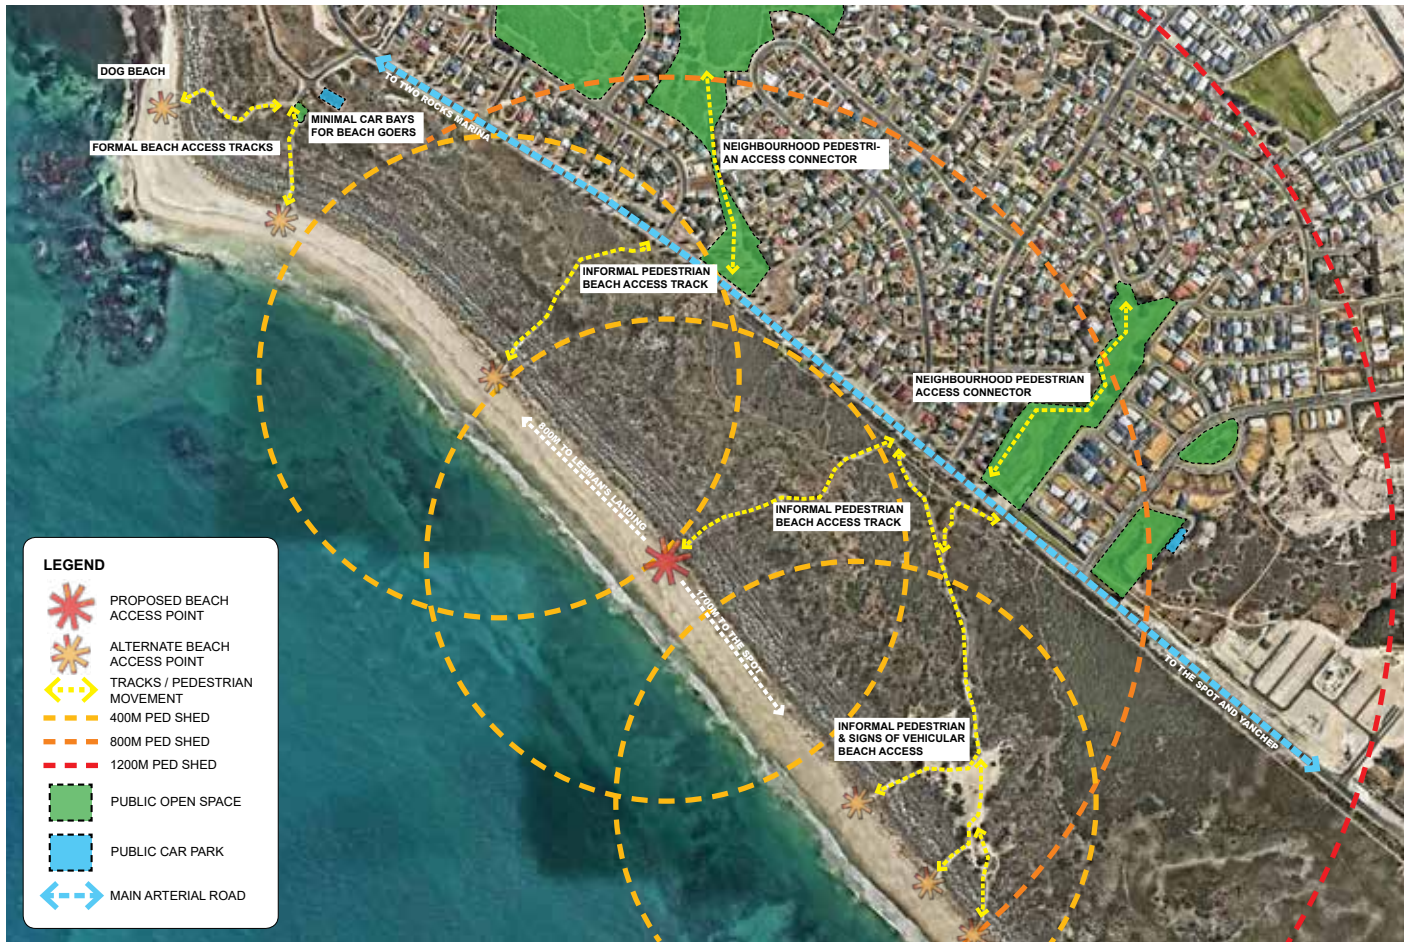 DOG BEACH
MINIMAL CAR BAYS
FOR BEACH GOERS
FORMAL BEACH ACCESS TRACKS
TO TWO ROCKS MARINA
NEIGHBOURHOOD PEDESTRI-
AN ACCESS CONNECTOR
INFORMAL PEDESTRIAN
BEACH ACCESS TRACK
NEIGHBOURHOOD PEDESTRIAN
ACCESS CONNECTOR
800M TO LEEMAN'S LANDING
INFORMAL PEDESTRIAN
BEACH ACCESS TRACK
1700M TO THE SPOT
TO THE SPOT AND YANCHEP
INFORMAL PEDESTRIAN
& SIGNS OF VEHICULAR
BEACH ACCESS
LEGEND
PROPOSED BEACH
ACCESS POINT
ALTERNATE BEACH
ACCESS POINT
TRACKS / PEDESTRIAN
MOVEMENT
400M PED SHED
800M PED SHED
1200M PED SHED
PUBLIC OPEN SPACE
PUBLIC CAR PARK
MAIN ARTERIAL ROAD